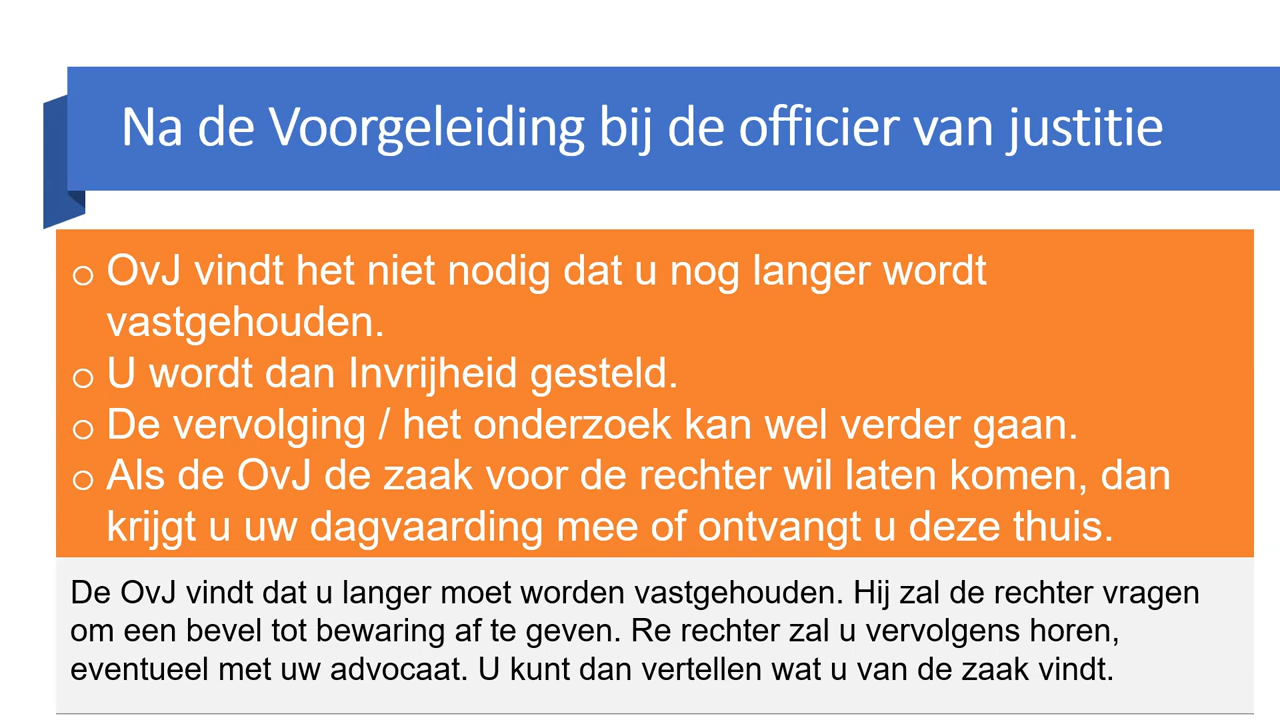 Na de Voorgeleiding bij de officier van justitie
o OvJ vindt het niet nodig dat u nog langer wordt
vastgehouden.
o U wordt dan Invrijheid gesteld.
o De vervolging / het onderzoek kan wel verder gaan.
o Als de OvJ de zaak voor de rechter wil laten komen, dan
krijgt u uw dagvaarding mee of ontvangt u deze thuis.
De OvJ vindt dat u langer moet worden vastgehouden. Hij zal de rechter vragen
om een bevel tot bewaring af te geven. Re rechter zal u vervolgens horen,
eventueel met uw advocaat. U kunt dan vertellen wat u van de zaak vindt.